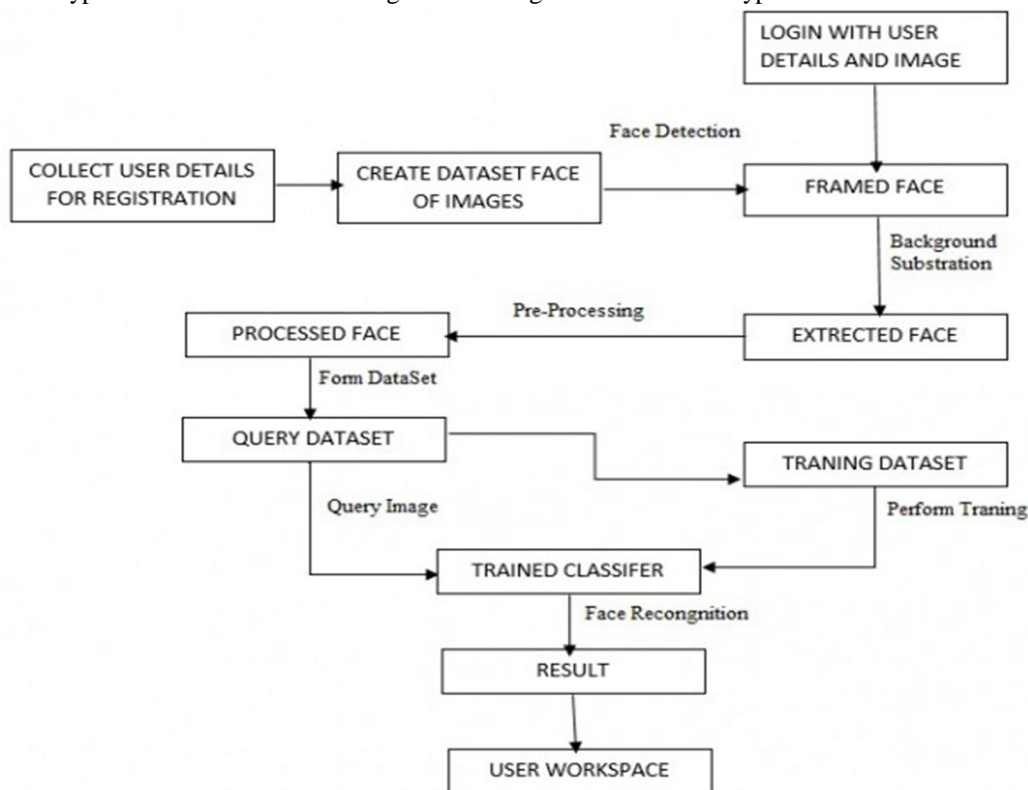 LOGIN WITH USER
DETAILS AND IMAGE
Face Detection
COLLECT USER DETAILS
FOR REGISTRATION
CREATE DATASET FACE
OF IMAGES
FRAMED FACE
Background
Substration
Pre-Processing
PROCESSED FACE
EXTRECTED FACE
Form DataSet
QUERY DATASET
TRANING DATASET
Query Image
Perform Traning
TRAINED CLASSIFER
Face Recongnition
RESULT
USER WORKSPACE